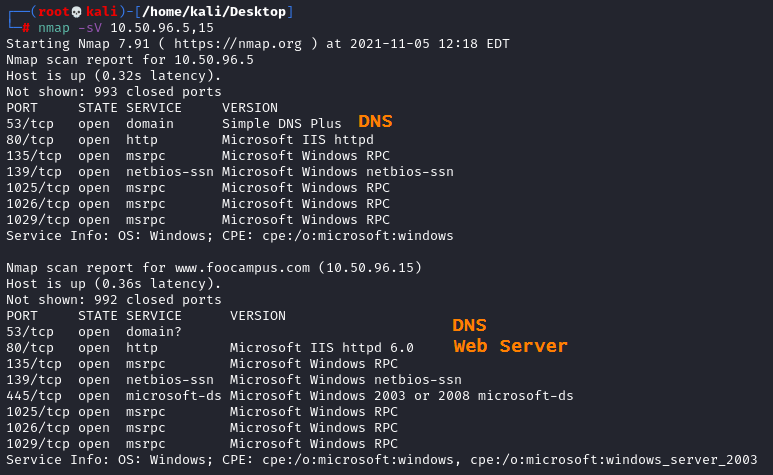 ┌──(root💀kali)-[/home/kali/Desktop]
└─# nmap -sV 10.50.96.5,15
Starting Nmap 7.91 ( https://nmap.org ) at 2021-11-05 12:18 EDT
Nmap scan report for 10.50.96.5
Host is up (0.32s latency).
Not shown: 993 closed ports
PORT     STATE SERVICE     VERSION
53/tcp   open  domain      Simple DNS Plus  DNS
80/tcp   open  http        Microsoft IIS httpd
135/tcp  open  msrpc       Microsoft Windows RPC
139/tcp  open  netbios-ssn Microsoft Windows netbios-ssn
1025/tcp open  msrpc       Microsoft Windows RPC
1026/tcp open  msrpc       Microsoft Windows RPC
1029/tcp open  msrpc       Microsoft Windows RPC
Service Info: OS: Windows; CPE: cpe:/o:microsoft:windows

Nmap scan report for www.foocampus.com (10.50.96.15)
Host is up (0.36s latency).
Not shown: 992 closed ports
PORT     STATE SERVICE      VERSION
53/tcp   open  domain?      DNS
80/tcp   open  http         Microsoft IIS httpd 6.0  Web Server
135/tcp  open  msrpc        Microsoft Windows RPC
139/tcp  open  netbios-ssn  Microsoft Windows netbios-ssn
445/tcp  open  microsoft-ds Microsoft Windows 2003 or 2008 microsoft-ds
1025/tcp open  msrpc        Microsoft Windows RPC
1026/tcp open  msrpc        Microsoft Windows RPC
1029/tcp open  msrpc        Microsoft Windows RPC
Service Info: OS: Windows; CPE: cpe:/o:microsoft:windows, cpe:/o:microsoft:windows_server_2003